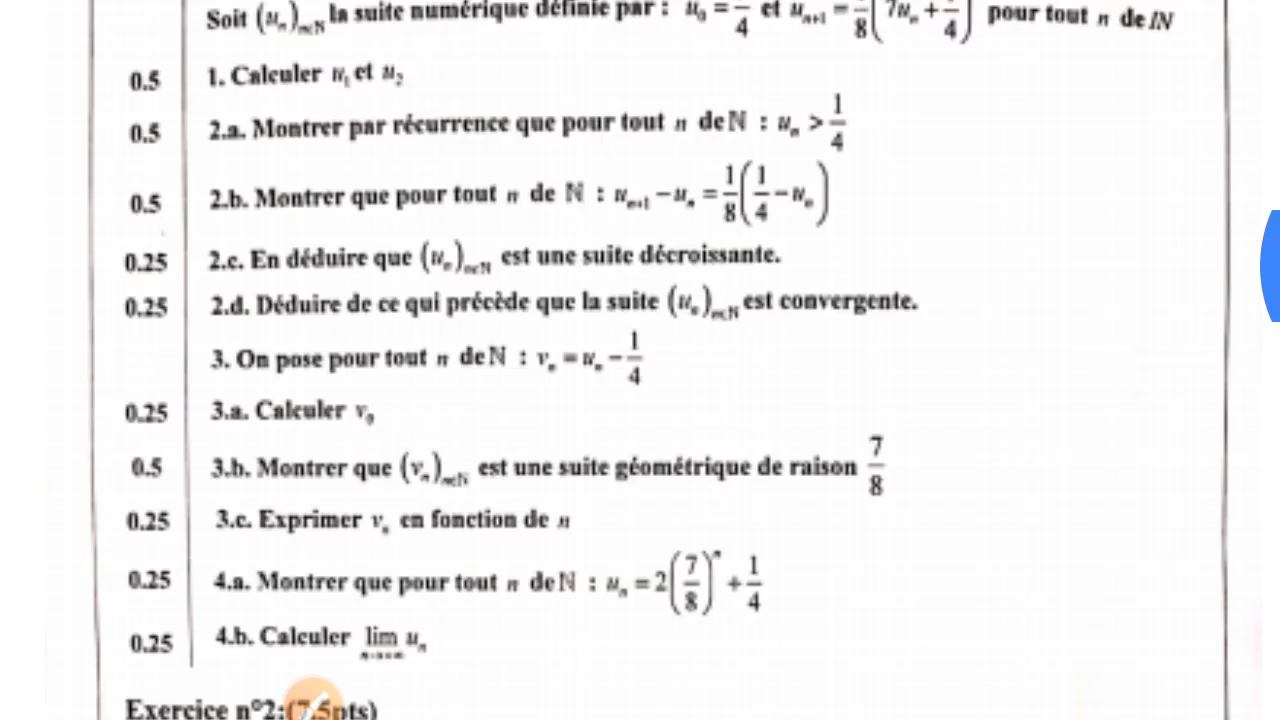 Soit (uₙ)ₙ∈ℕ la suite numérique définie par : u₀ = /4 et uₙ₊₁ = /8 (7uₙ + /4) pour tout n de IN
0.5 1. Calculer u₁ et u₂
0.5 2.a. Montrer par récurrence que pour tout n de ℕ : uₙ > 1/4
0.5 2.b. Montrer que pour tout n de ℕ : uₙ₊₁ − uₙ = 1/8 (1/4 − uₙ)
0.25 2.c. En déduire que (uₙ)ₙ∈ℕ est une suite décroissante.
0.25 2.d. Déduire de ce qui précède que la suite (uₙ)ₙ∈ℕ est convergente.
3. On pose pour tout n de ℕ : vₙ = uₙ − 1/4
0.25 3.a. Calculer v₀
0.5 3.b. Montrer que (vₙ)ₙ∈ℕ est une suite géométrique de raison 7/8
0.25 3.c. Exprimer vₙ en fonction de n
0.25 4.a. Montrer que pour tout n de ℕ : uₙ = 2(7/8)ⁿ + 1/4
0.25 4.b. Calculer lim uₙ
Exercice n°2:(7.5pts)